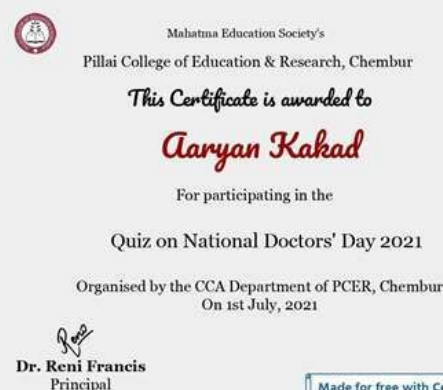 Mahatma Education Society's
Pillai College of Education & Research, Chembur
This Certificate is awarded to
Aaryan Kakad
For participating in the
Quiz on National Doctors' Day 2021
Organised by the CCA Department of PCER, Chembur
On 1st July, 2021
Reno
Dr. Reni Francis
Principal
Made for free with Ce